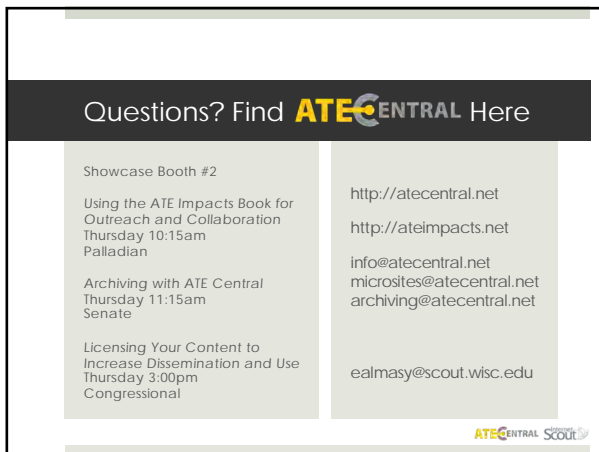 Questions? Find ATE CENTRAL Here
Showcase Booth #2
Using the ATE Impacts Book for
Outreach and Collaboration
Thursday 10:15am
Palladian
Archiving with ATE Central
Thursday 11:15am
Senate
Licensing Your Content to
Increase Dissemination and Use
Thursday 3:00pm
Congressional
http://atecentral.net
http://ateimpacts.net
info@atecentral.net
microsites@atecentral.net
archiving@atecentral.net
ealmasy@scout.wisc.edu
ATE CENTRAL Internet Scout